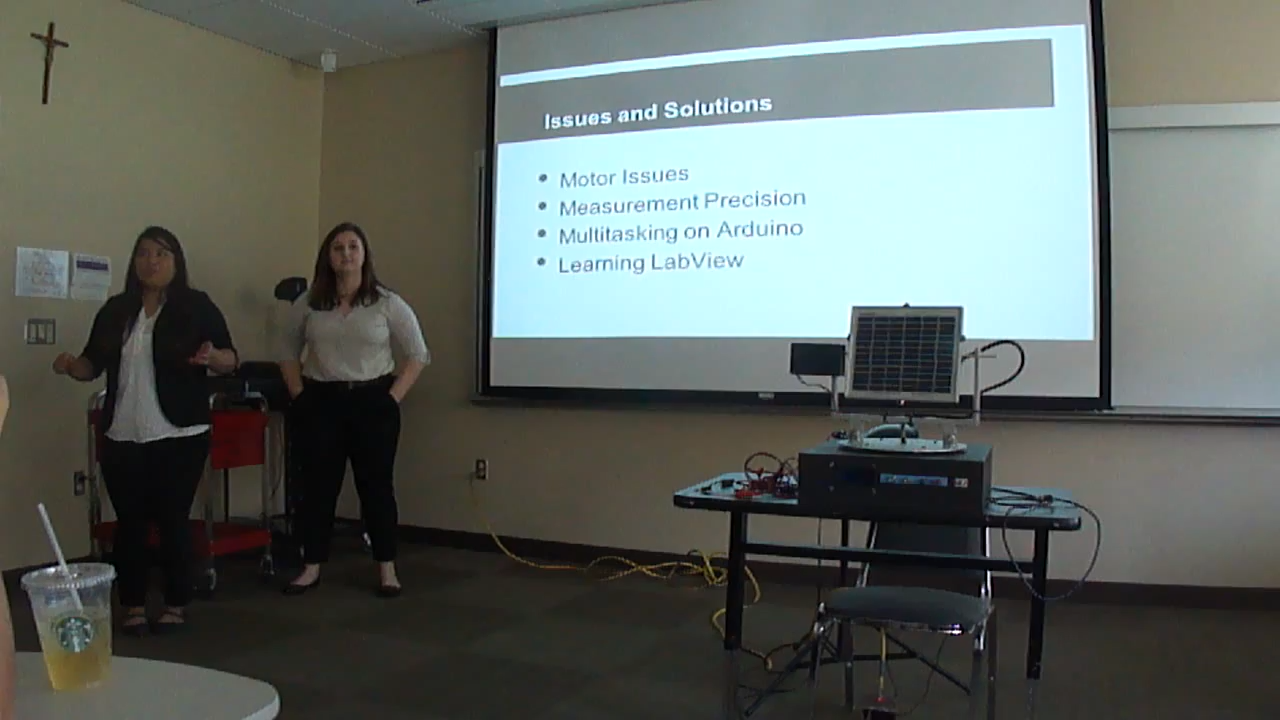 Issues and Solutions
Motor Issues
Measurement Precision
Multitasking on Arduino
Learning LabView